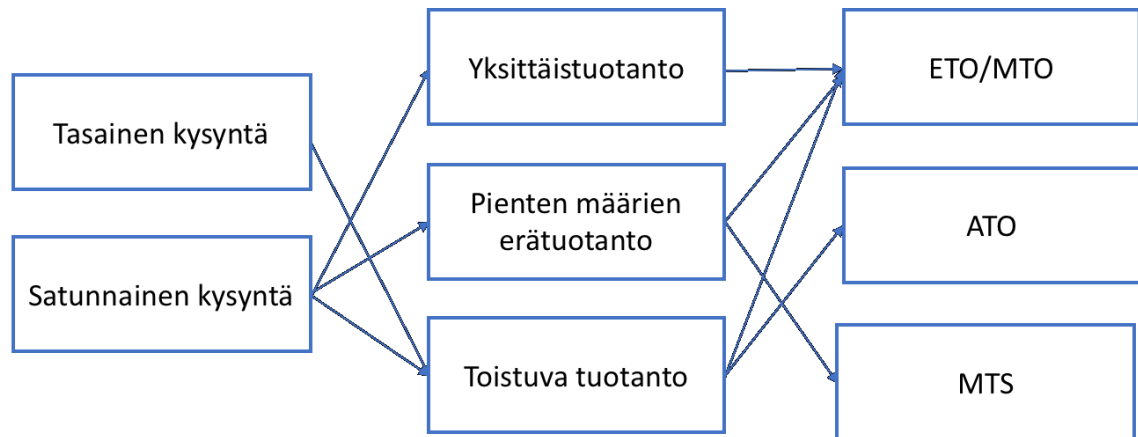 Tasainen kysyntä
Satunnainen kysyntä
Yksittäistuotanto
Pienten määrien
erätuotanto
Toistuva tuotanto
ETO/MTO
ATO
MTS